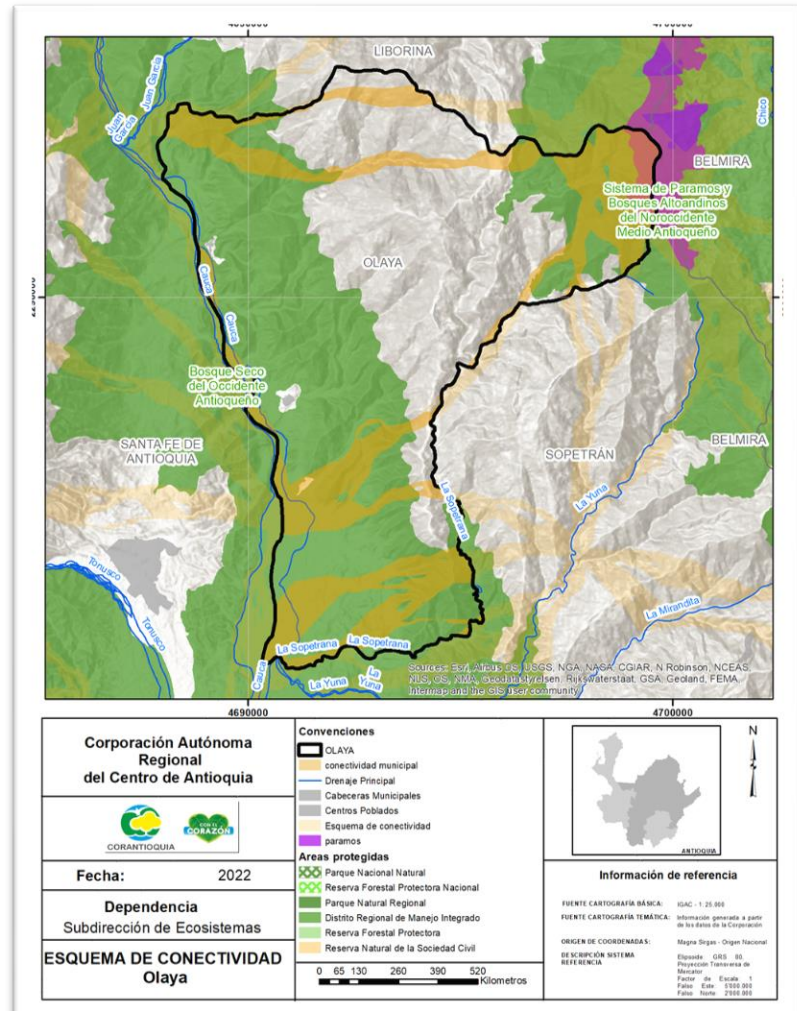 4690000
4700000
LIBORINA
Juan García
Juan García
Chico
BELMIRA
Sistema de Paramos y
Bosques Altoandinos
del Noroccidente
Medio Antioqueño
OLAYA
2290000
Cauca
Cauca
Bosque Seco
del Occidente
Antioqueño
SANTA FE DE
ANTIOQUIA
SOPETRÁN
BELMIRA
La Sopetrana
La Yuna
Tonusco
Tonusco
La Mirandita
La Sopetrana
La Sopetrana
Cauca
La Yuna
La Yuna
Sources: Esri, Airbus DS, USGS, NGA, NASA, CGIAR, N Robinson, NCEAS,
NLS, OS, NMA, Geodatastyrelsen, Rijkswaterstaat, GSA, Geoland, FEMA,
Intermap and the GIS user community
4690000
4700000
Corporación Autónoma
Regional
del Centro de Antioquia
CORANTIOQUIA
CORAZÓN
Fecha: 2022
Dependencia
Subdirección de Ecosistemas
ESQUEMA DE CONECTIVIDAD
Olaya
Convenciones
OLAYA
conectividad municipal
Drenaje Principal
Cabeceras Municipales
Centros Poblados
Esquema de conectividad
paramos
Areas protegidas
Parque Nacional Natural
Reserva Forestal Protectora Nacional
Parque Natural Regional
Distrito Regional de Manejo Integrado
Reserva Forestal Protectora
Reserva Natural de la Sociedad Civil
0 65 130 260 390 520
Kilometros
N
ANTIOQUIA
Información de referencia
FUENTE CARTOGRAFÍA BÁSICA: IGAC - 1: 25.000
FUENTE CARTOGRAFÍA TEMÁTICA: Información generada a partir
de los datos de la Corporación
ORIGEN DE COORDENADAS: Magna Sirgas - Origen Nacional
DESCRIPCIÓN SISTEMA
REFERENCIA
Elipsoide GRS 80,
Proyección Transversa de
Mercator
Factor de Escala 1
Falso Este 5'000.000
Falso Norte 2'000.000